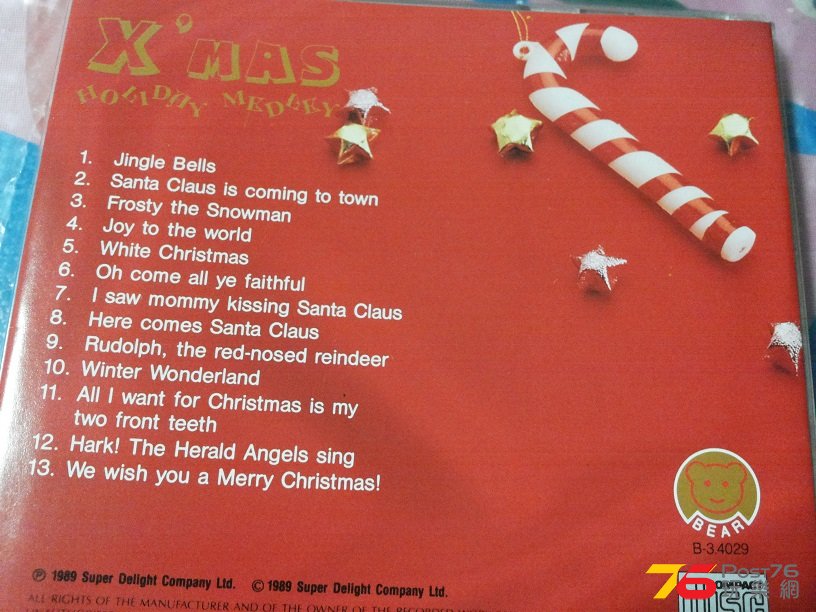 X'MAS
HOLIDAY MEDLEY
1. Jingle Bells
2. Santa Claus is coming to town
3. Frosty the Snowman
4. Joy to the world
5. White Christmas
6. Oh come all ye faithful
7. I saw mommy kissing Santa Claus
8. Here comes Santa Claus
9. Rudolph, the red-nosed reindeer
10. Winter Wonderland
11. All I want for Christmas is my
two front teeth
12. Hark! The Herald Angels sing
13. We wish you a Merry Christmas!
BEAR
B-3.4029
℗ 1989 Super Delight Company Ltd. © 1989 Super Delight Company Ltd.
ALL RIGHTS OF THE MANUFACTURER AND OF THE OWNER OF THE RECORDED
76 POST76
COMPACT
disc